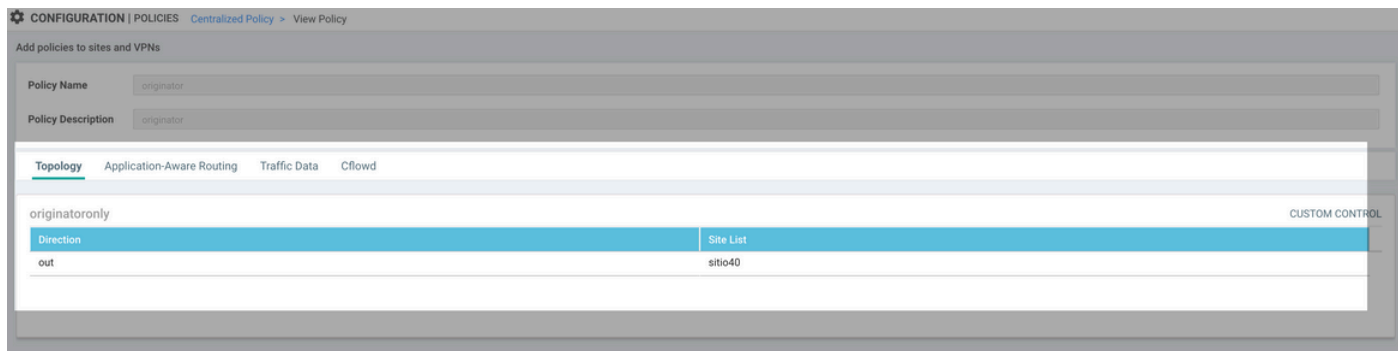 CONFIGURATION | POLICIES Centralized Policy > View Policy
Add policies to sites and VPNs
Policy Name originator
Policy Description originator
Topology Application-Aware Routing Traffic Data Cflowd
originatoronly CUSTOM CONTROL
Direction Site List
out sitio40